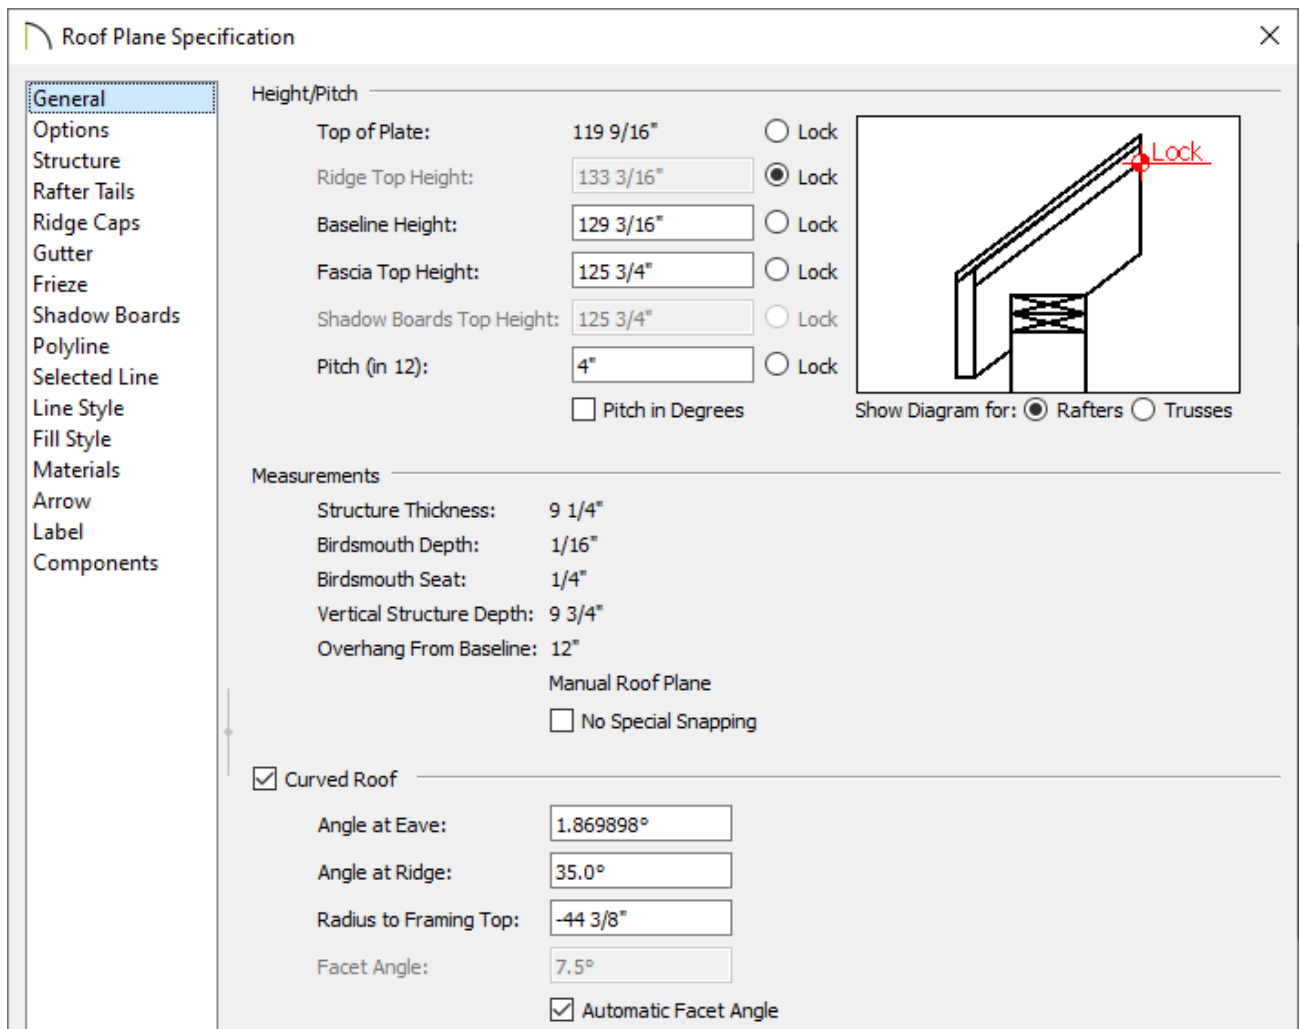 Roof Plane Specification
General
Options
Structure
Rafter Tails
Ridge Caps
Gutter
Frieze
Shadow Boards
Polyline
Selected Line
Line Style
Fill Style
Materials
Arrow
Label
Components
Height/Pitch
Top of Plate: 119 9/16" Lock
Ridge Top Height: 133 3/16" Lock
Baseline Height: 129 3/16" Lock
Fascia Top Height: 125 3/4" Lock
Shadow Boards Top Height: 125 3/4" Lock
Pitch (in 12): 4" Lock
Pitch in Degrees
Lock
Show Diagram for: Rafters Trusses
Measurements
Structure Thickness: 9 1/4"
Birdsmouth Depth: 1/16"
Birdsmouth Seat: 1/4"
Vertical Structure Depth: 9 3/4"
Overhang From Baseline: 12"
Manual Roof Plane
No Special Snapping
Curved Roof
Angle at Eave: 1.869898°
Angle at Ridge: 35.0°
Radius to Framing Top: -44 3/8"
Facet Angle: 7.5°
Automatic Facet Angle